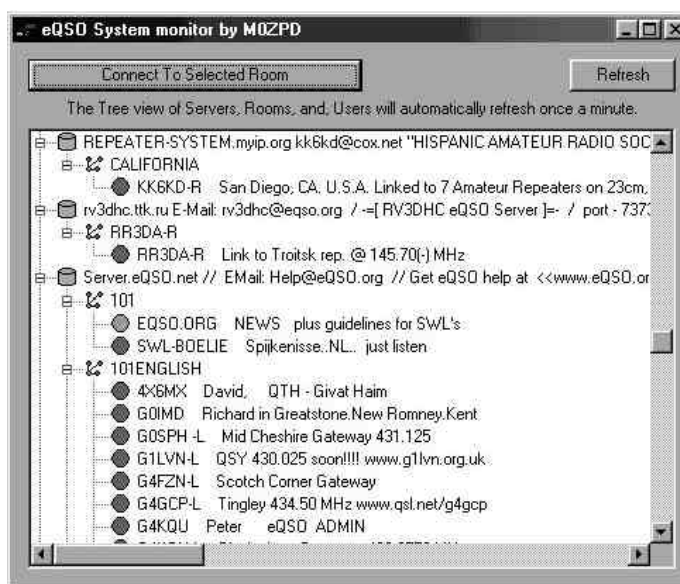 eQSO System monitor by M0ZPD
Connect To Selected Room
Refresh
The Tree view of Servers, Rooms, and, Users will automatically refresh once a minute.
REPEATER-SYSTEM.myip.org kk6kd@cox.net "HISPANIC AMATEUR RADIO SOC
CALIFORNIA
KK6KD-R San Diego, CA. U.S.A. Linked to 7 Amateur Repeaters on 23cm,
rv3dhc.ttk.ru E-Mail: rv3dhc@eqso.org / -=[ RV3DHC eQSO Server ]=- / port - 7373
RR3DA-R
RR3DA-R Link to Troitsk rep. @ 145.70(-) MHz
Server.eQSO.net // EMail: Help@eQSO.org // Get eQSO help at <<www.eQSO.or
101
EQSO.ORG NEWS plus guidelines for SWL's
SWL-BOELIE Spijkenisse..NL.. just listen
101ENGLISH
4X6MX David, QTH - Givat Haim
G0IMD Richard in Greatstone.New Romney.Kent
G0SPH -L Mid Cheshire Gateway 431.125
G1LVN-L QSY 430.025 soon!!!! www.g1lvn.org.uk
G4FZN-L Scotch Corner Gateway
G4GCP-L Tingley 434.50 MHz www.qsl.net/g4gcp
G4KQU Peter eQSO ADMIN